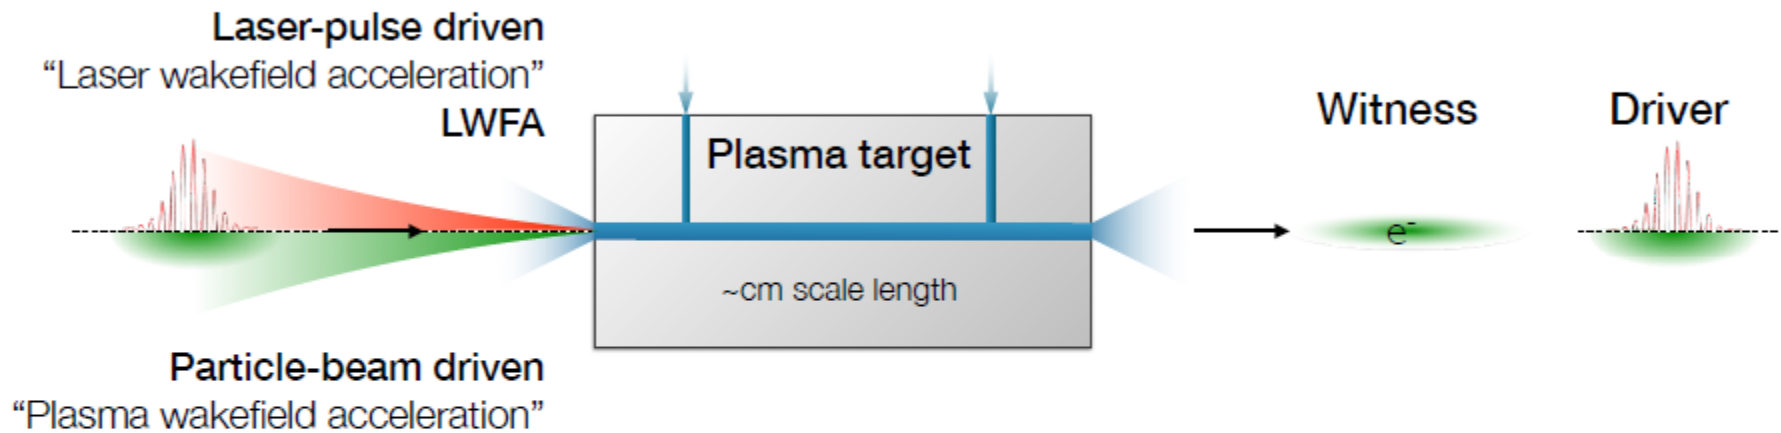 Laser-pulse driven
“Laser wakefield acceleration”
LWFA
Plasma target
~cm scale length
Witness
Driver
e-
Particle-beam driven
“Plasma wakefield acceleration”